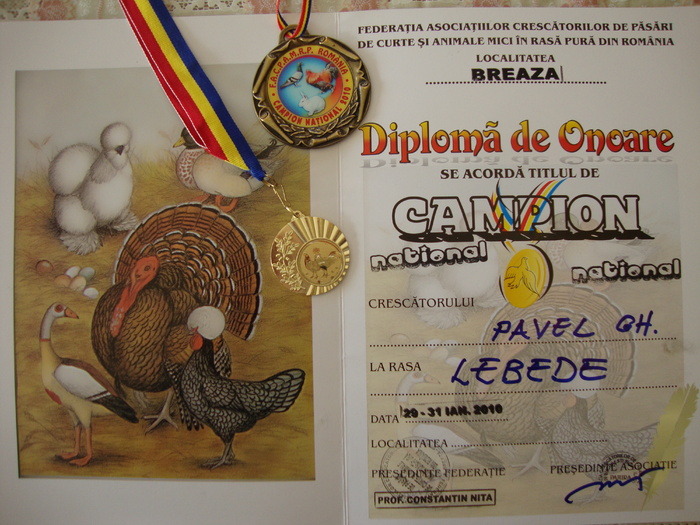 F.A.C.P.A.M.R.P. ROMANIA
CAMPION NATIONAL 2010
FEDERAȚIA ASOCIAȚIILOR CRESCĂTORILOR DE PĂSĂRI
DE CURTE ȘI ANIMALE MICI ÎN RASĂ PURĂ DIN ROMÂNIA
LOCALITATEA
BREAZA
Diplomă de Onoare
SE ACORDĂ TITLUL DE
CAMPION
național
național
CRESCĂTORULUI
PAVEL GH.
LA RASA
LEBEDE
DATA 29 - 31 IAN. 2010
LOCALITATEA
PREȘEDINTE FEDERAȚIE
PREȘEDINTE ASOCIAȚIE
PROF. CONSTANTIN NITA